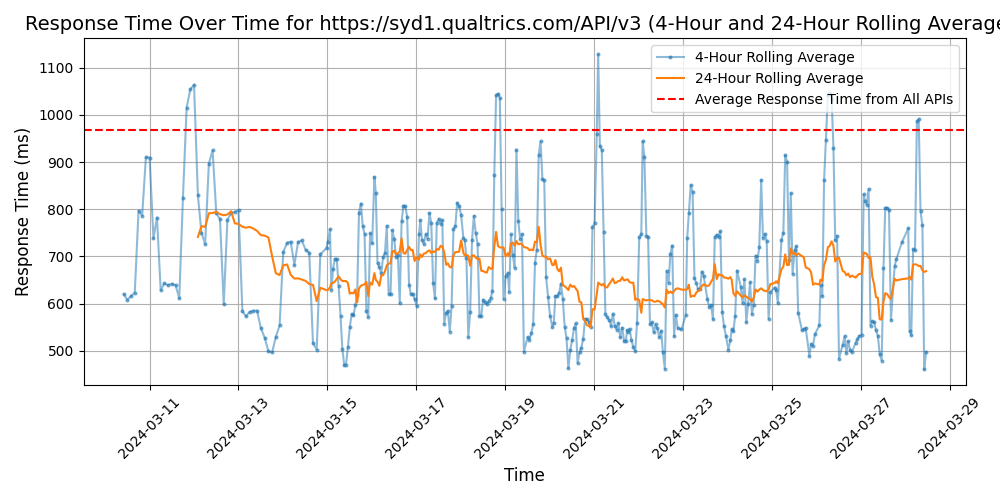 Response Time Over Time for https://syd1.qualtrics.com/API/v3 (4-Hour and 24-Hour Rolling Average
4-Hour Rolling Average
24-Hour Rolling Average
Average Response Time from All APIs
Response Time (ms)
1100
1000
900
800
700
600
500
2024-03-11
2024-03-13
2024-03-15
2024-03-17
2024-03-19
2024-03-21
2024-03-23
2024-03-25
2024-03-27
2024-03-29
Time